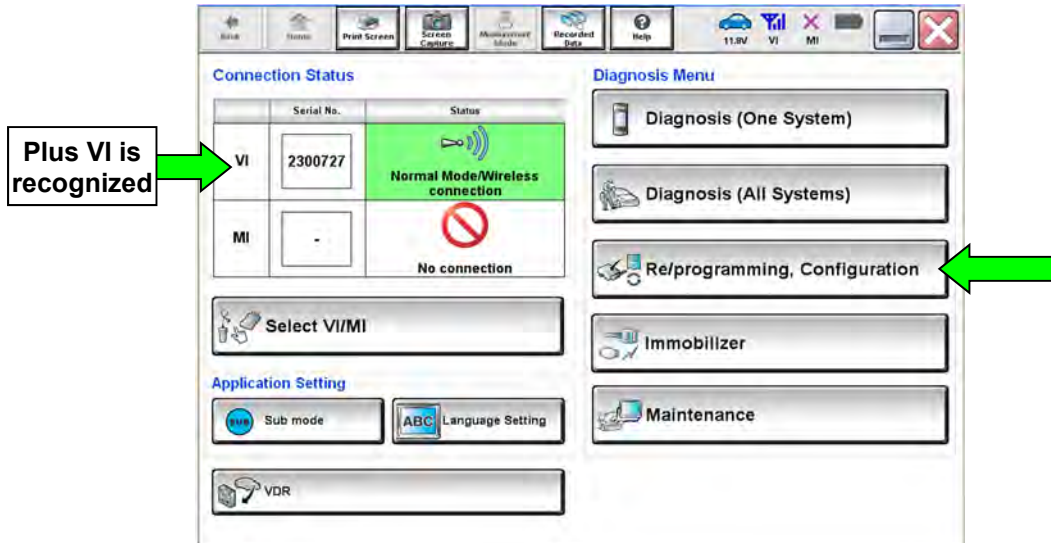 Back
Home
Print Screen
Screen
Capture
Measurement
Mode
Recorded
Data
Help
11.8V
VI
MI
Connection Status
Diagnosis Menu
Serial No.
Status
Plus VI is
recognized
VI
2300727
Normal Mode/Wireless
connection
MI
-
No connection
Select VI/MI
Application Setting
SUB
Sub mode
ABC
Language Setting
VDR
Diagnosis (One System)
Diagnosis (All Systems)
Re/programming, Configuration
Immobilizer
Maintenance